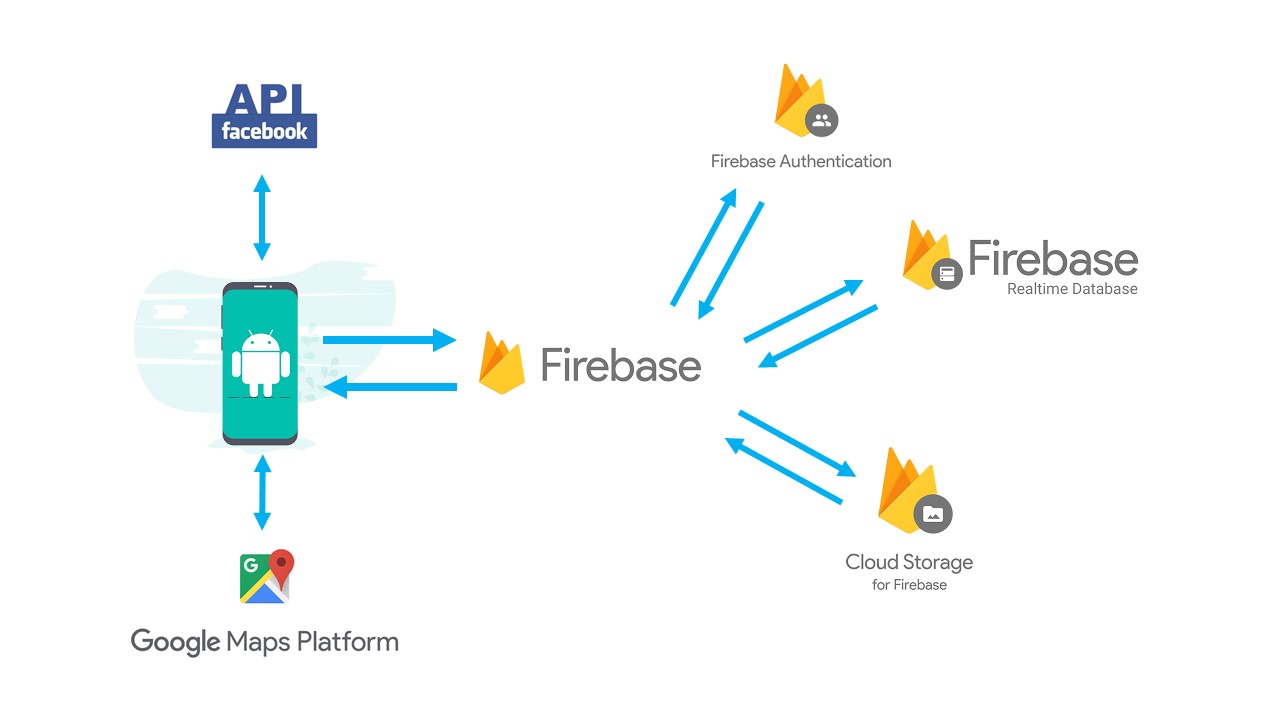 API
facebook
Firebase Authentication
Firebase
Realtime Database
Firebase
Cloud Storage
for Firebase
G
Google Maps Platform